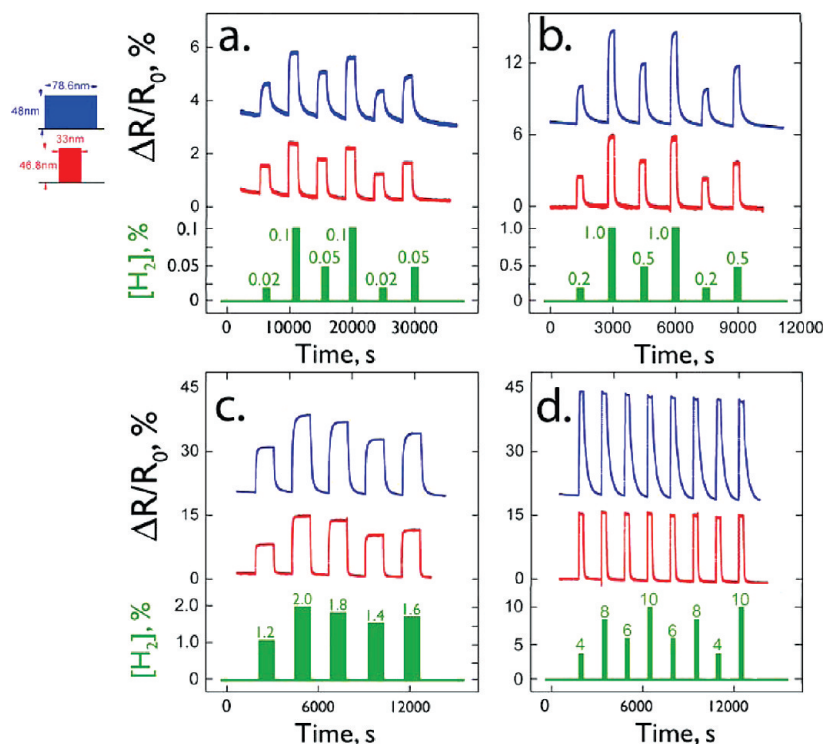 78.6nm
48nm
33nm
46.8nm
a.
ΔR/R0, %
6
4
2
0
[H2], %
0.1
0.05
0
0.02
0.1
0.05
0.1
0.02
0.05
0 10000 20000 30000
Time, s
b.
12
6
0
1.0
0.5
0
0.2
1.0
0.5
1.0
0.2
0.5
0 3000 6000 9000 12000
Time, s
c.
ΔR/R0, %
45
30
15
0
[H2], %
2.0
1.0
0
1.2
2.0
1.8
1.4
1.6
0 6000 12000
Time, s
d.
45
30
15
0
10
5
0
4
8
6
10
6
8
4
10
0 6000 12000
Time, s